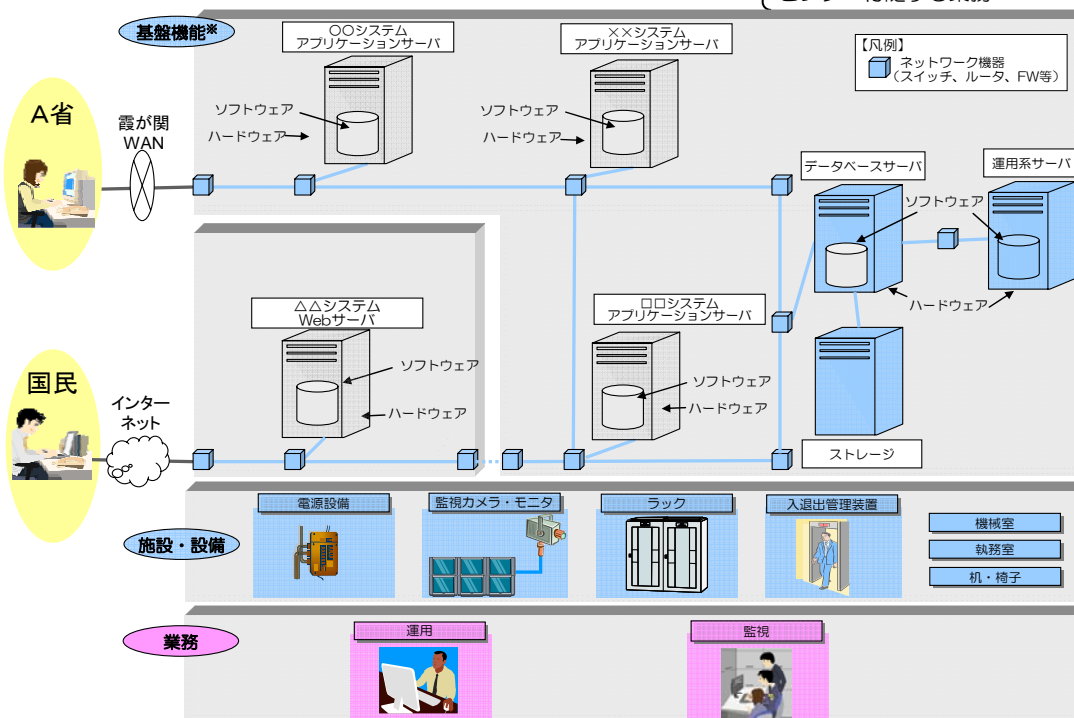 基盤機能※
〇〇システム
アプリケーションサーバ
××システム
アプリケーションサーバ
【凡例】
ネットワーク機器
（スイッチ、ルータ、FW等）
A省
霞が関
WAN
ソフトウェア
ハードウェア
ソフトウェア
ハードウェア
データベースサーバ
運用系サーバ
ソフトウェア
ハードウェア
△△システム
Webサーバ
ソフトウェア
ハードウェア
□□システム
アプリケーションサーバ
ソフトウェア
ハードウェア
ストレージ
国民
インター
ネット
施設・設備
電源設備
監視カメラ・モニタ
ラック
入退出管理装置
機械室
執務室
机・椅子
業務
運用
監視